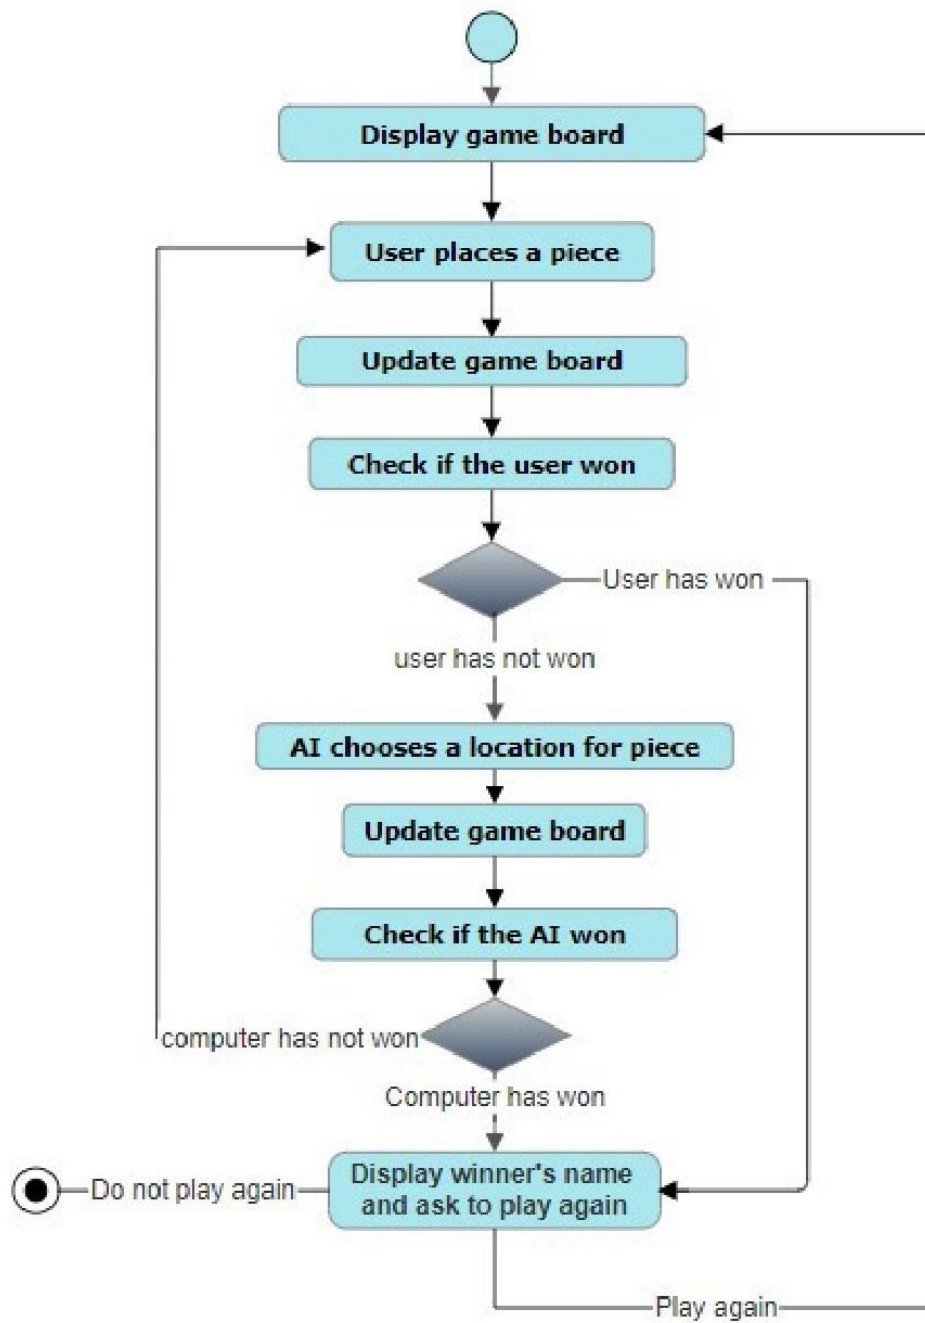 Display game board
User places a piece
Update game board
Check if the user won
User has won
user has not won
AI chooses a location for piece
Update game board
Check if the AI won
computer has not won
Computer has won
Display winner's name
and ask to play again
Do not play again
Play again